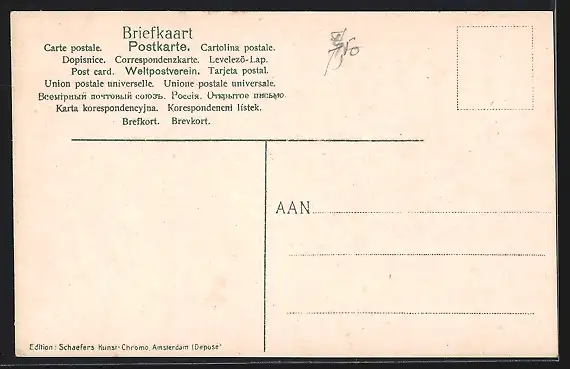 Briefkaart
Carte postale. Postkarte. Cartolina postale.
Dopisnice. Correspondenzkarte. Levelező-Lap.
Post card. Weltpostverein. Tarjeta postal.
Union postale universelle. Unione postale universale.
Всемірный почтовый союзъ. Россія. Открытое письмо.
Karta korespondencyjna. Korespondencni lístek.
Brefkort. Brevkort.
AAN
Edition: Schaefers Kunst-Chromo, Amsterdam (Déposé)